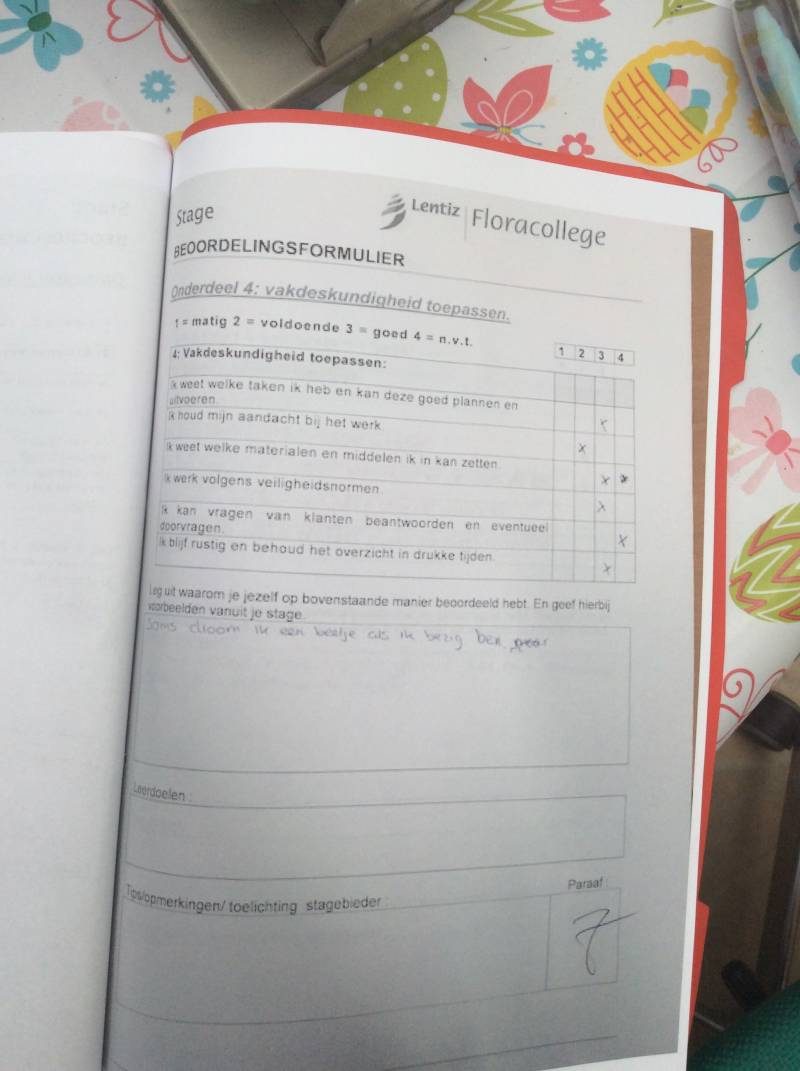 Stage
Lentiz Floracollege
BEOORDELINGSFORMULIER
Onderdeel 4: vakdeskundigheid toepassen.
1 = matig 2 = voldoende 3 = goed 4 = n.v.t.
4: Vakdeskundigheid toepassen: 1 2 3 4
Ik weet welke taken ik heb en kan deze goed plannen en
uitvoeren. x
Ik houd mijn aandacht bij het werk x
Ik weet welke materialen en middelen ik in kan zetten. x
Ik werk volgens veiligheidsnormen. x
Ik kan vragen van klanten beantwoorden en eventueel
doorvragen. x
Ik blijf rustig en behoud het overzicht in drukke tijden. x
Leg uit waarom je jezelf op bovenstaande manier beoordeeld hebt. En geef hierbij
voorbeelden vanuit je stage.
Soms droom ik een beetje als ik bezig ben.
Leerdoelen :
Tips/opmerkingen/ toelichting stagebieder :
Paraaf :